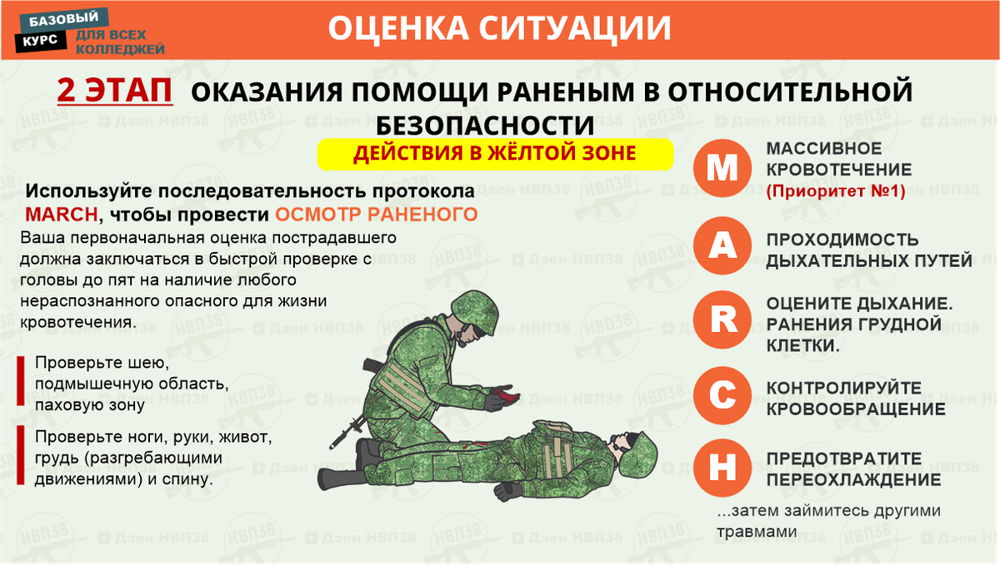 БАЗОВЫЙ
КУРС
ДЛЯ ВСЕХ
КОЛЛЕДЖЕЙ
ОЦЕНКА СИТУАЦИИ
2 ЭТАП ОКАЗАНИЯ ПОМОЩИ РАНЕНЫМ В ОТНОСИТЕЛЬНОЙ
БЕЗОПАСНОСТИ
ДЕЙСТВИЯ В ЖЁЛТОЙ ЗОНЕ
Используйте последовательность протокола
MARCH, чтобы провести ОСМОТР РАНЕНОГО
Ваша первоначальная оценка пострадавшего
должна заключаться в быстрой проверке с
головы до пят на наличие любого
нераспознанного опасного для жизни
кровотечения.
Проверьте шею,
подмышечную область,
паховую зону
Проверьте ноги, руки, живот,
грудь (разгребающими
движениями) и спину.
M
МАССИВНОЕ
КРОВОТЕЧЕНИЕ
(Приоритет №1)
A
ПРОХОДИМОСТЬ
ДЫХАТЕЛЬНЫХ ПУТЕЙ
R
ОЦЕНИТЕ ДЫХАНИЕ.
РАНЕНИЯ ГРУДНОЙ
КЛЕТКИ.
C
КОНТРОЛИРУЙТЕ
КРОВООБРАЩЕНИЕ
H
ПРЕДОТВРАТИТЕ
ПЕРЕОХЛАЖДЕНИЕ
...затем займитесь другими
травмами
НВП38
Дзен НВП38